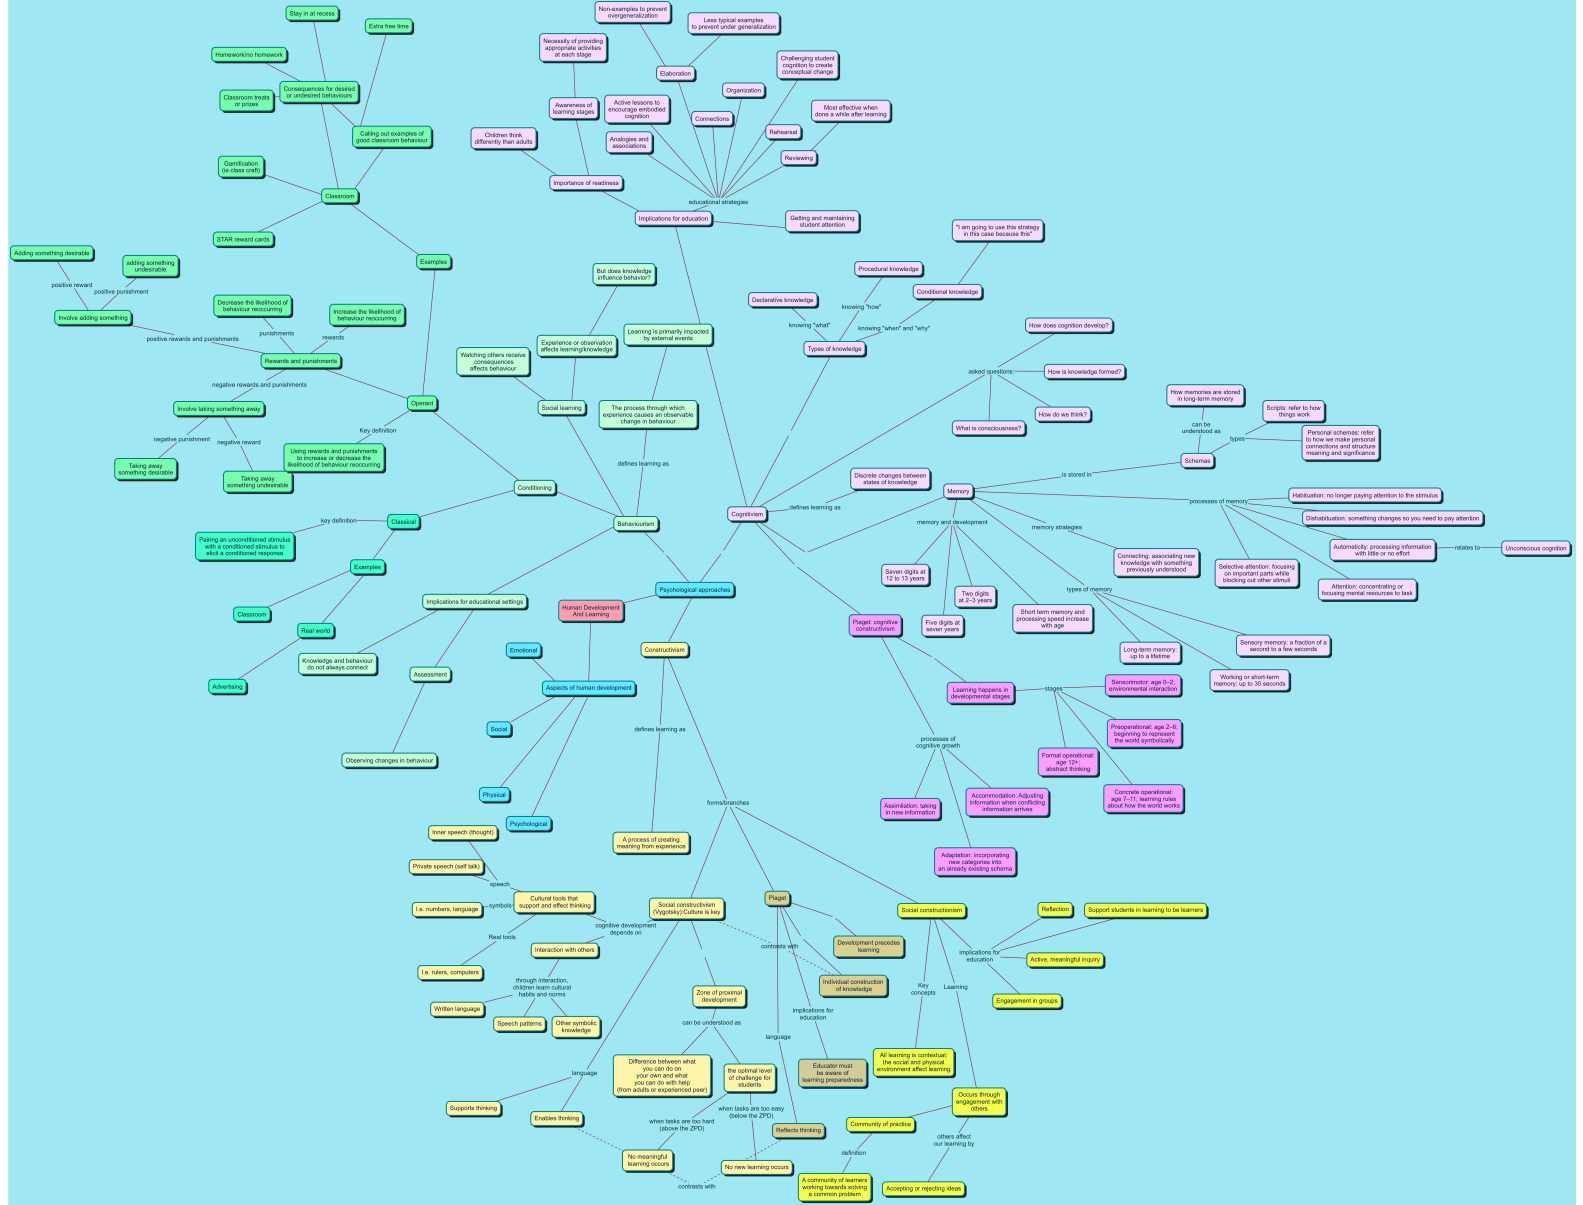 Stay in at recess
Extra free time
Homework/no homework
Consequences for desired
or undesired behaviours
Classroom treats
or prizes
Calling out examples of
good classroom behaviour
Gamification
(ie class craft)
Classroom
STAR reward cards
Examples
Adding something desirable
adding something
undesirable
positive reward
positive punishment
Involve adding something
Decrease the likelihood of
behaviour reoccurring
Increase the likelihood of
behaviour reoccurring
punishments
rewards
positive rewards and punishments
Rewards and punishments
negative rewards and punishments
Involve taking something away
Operant
negative punishment
negative reward
Key definition
Taking away
something desirable
Taking away
something undesirable
Using rewards and punishments
to increase or decrease the
likelihood of behaviour reoccurring
Conditioning
key definition
Classical
Pairing an unconditioned stimulus
with a conditioned stimulus to
elicit a conditioned response
Examples
Classroom
Real world
Advertising
Non-examples to prevent
overgeneralization
Less typical examples
to prevent under generalization
Necessity of providing
appropriate activities
at each stage
Elaboration
Challenging student
cognition to create
conceptual change
Organization
Awareness of
learning stages
Active lessons to
encourage embodied
cognition
Connections
Most effective when
done a while after learning
Children think
differently than adults
Analogies and
associations
Rehearsal
Reviewing
Importance of readiness
educational strategies
Implications for education
Getting and maintaining
student attention
But does knowledge
influence behavior?
Experience or observation
affects learning/knowledge
Learning is primarily impacted
by external events
Watching others receive
consequences
affects behaviour
Social learning
The process through which
experience causes an observable
change in behaviour
defines learning as
Behaviourism
Implications for educational settings
Knowledge and behaviour
do not always connect
Assessment
Observing changes in behaviour
"I am going to use this strategy
in this case because this"
Procedural knowledge
Declarative knowledge
Conditional knowledge
knowing "how"
knowing "what"
knowing "when" and "why"
Types of knowledge
How does cognition develop?
asked questions:
How is knowledge formed?
How do we think?
What is consciousness?
Discrete changes between
states of knowledge
defines learning as
Cognitivism
Memory
is stored in
Schemas
How memories are stored
in long-term memory
can be
understood as
types
Scripts: refer to how
things work
Personal schemas: refer
to how we make personal
connections and structure
meaning and significance
processes of memory
Habituation: no longer paying attention to the stimulus
Dishabituation: something changes so you need to pay attention
Automaticity: processing information
with little or no effort
relates to
Unconscious cognition
Selective attention: focusing
on important parts while
blocking out other stimuli
Attention: concentrating or
focusing mental resources to task
memory and development
memory strategies
Seven digits at
12 to 13 years
Two digits
at 2–3 years
Five digits at
seven years
Connecting: associating new
knowledge with something
previously understood
types of memory
Short term memory and
processing speed increase
with age
Long-term memory:
up to a lifetime
Sensory memory: a fraction of a
second to a few seconds
Working or short-term
memory: up to 30 seconds
Psychological approaches
Human Development
And Learning
Emotional
Aspects of human development
Social
Physical
Psychological
Constructivism
Piaget: cognitive
constructivism
Learning happens in
developmental stages
stages
Sensorimotor: age 0–2;
environmental interaction
Preoperational: age 2–6;
beginning to represent
the world symbolically
Formal operational:
age 12+;
abstract thinking
Concrete operational:
age 7–11; learning rules
about how the world works
processes of
cognitive growth
Assimilation: taking
in new information
Accommodation: Adjusting
information when conflicting
information arrives
Adaptation: incorporating
new categories into
an already existing schema
defines learning as
A process of creating
meaning from experience
forms/branches
Inner speech (thought)
Private speech (self talk)
speech
I.e. numbers, language
symbols
Cultural tools that
support and effect thinking
Real tools
I.e. rulers, computers
Social constructivism
(Vygotsky):Culture is key
cognitive development
depends on
Interaction with others
through interaction,
children learn cultural
habits and norms
Written language
Speech patterns
Other symbolic
knowledge
Zone of proximal
development
can be understood as
Difference between what
you can do on
your own and what
you can do with help
(from adults or experienced peer)
the optimal level
of challenge for
students
language
Supports thinking
Enables thinking
when tasks are too hard
(above the ZPD)
when tasks are too easy
(below the ZPD)
No meaningful
learning occurs
No new learning occurs
contrasts with
Piaget
contrasts with
Development precedes
learning
Individual construction
of knowledge
implications for
education
language
Educator must
be aware of
learning preparedness
Reflects thinking
Social constructionism
Reflection
Support students in learning to be learners
implications for
education
Active, meaningful inquiry
Engagement in groups
Key
concepts
Learning
All learning is contextual;
the social and physical
environment affect learning
Occurs through
engagement with
others
Community of practice
others affect
our learning by
definition
A community of learners
working towards solving
a common problem
Accepting or rejecting ideas